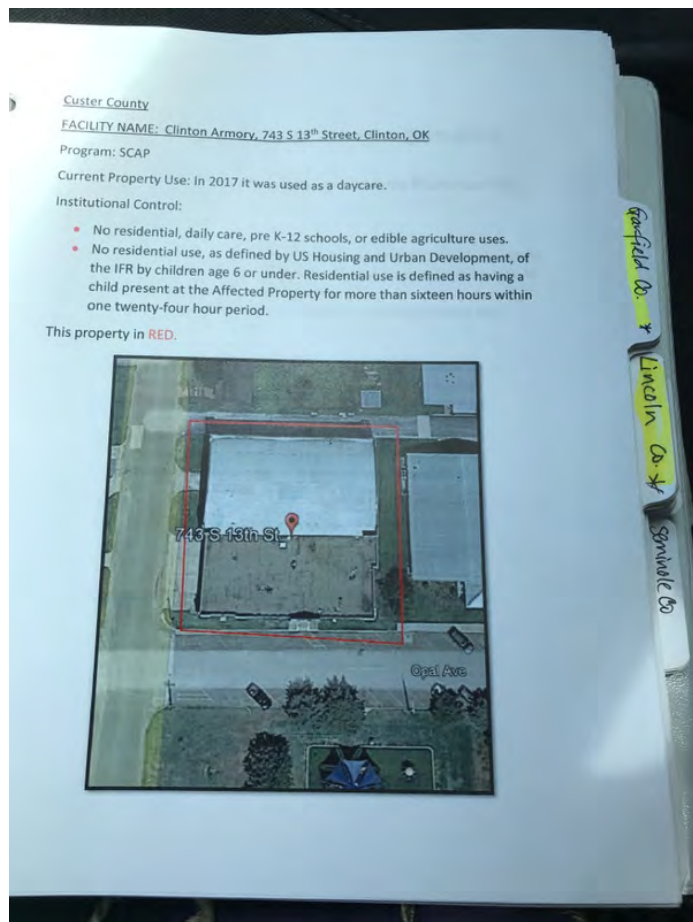 Custer County
FACILITY NAME: Clinton Armory, 743 S 13th Street, Clinton, OK
Program: SCAP
Current Property Use: In 2017 it was used as a daycare.
Institutional Control:
• No residential, daily care, pre K-12 schools, or edible agriculture uses.
• No residential use, as defined by US Housing and Urban Development, of
the IFR by children age 6 or under. Residential use is defined as having a
child present at the Affected Property for more than sixteen hours within
one twenty-four hour period.
This property in RED.
743 S 13th St
Opal Ave
Garfield Co. *
Lincoln Co. *
Seminole Co